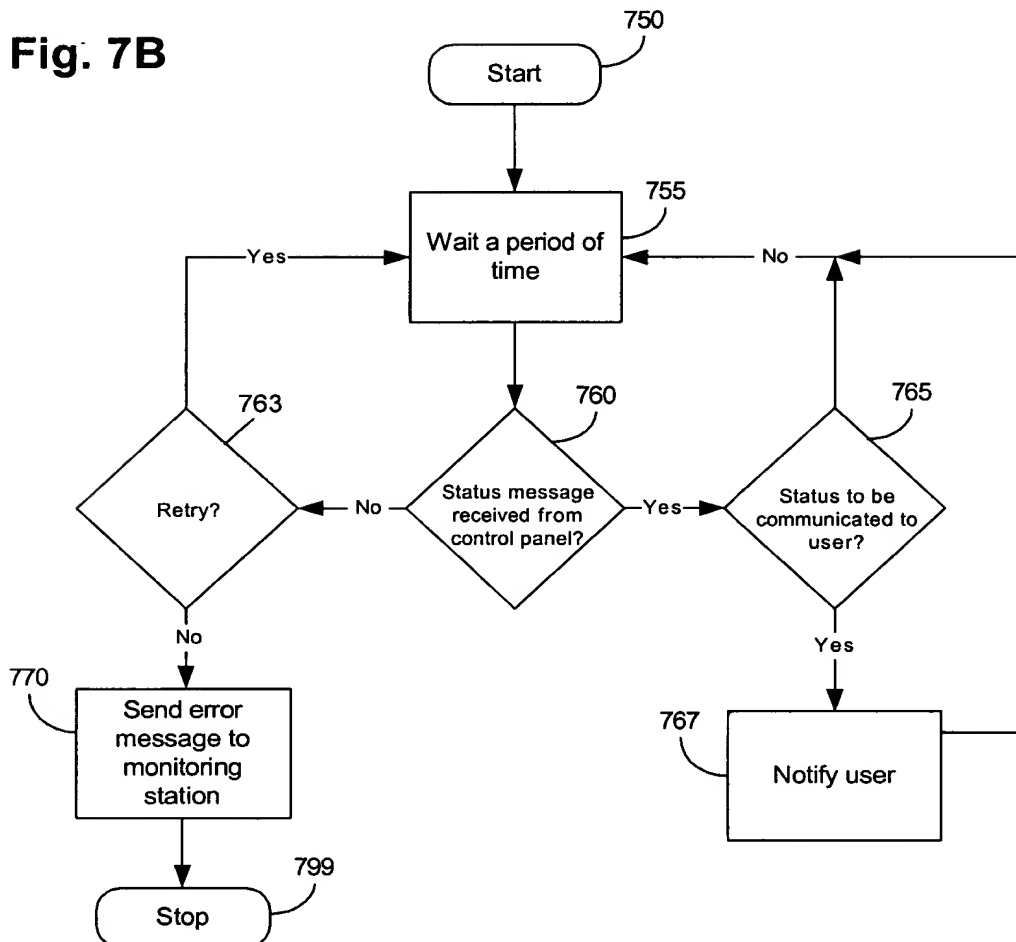 Fig. 7B
750
Start
755
Wait a period of
time
Yes
No
763
Retry?
No
760
Status message
received from
control panel?
Yes
765
Status to be
communicated to
user?
No
Yes
770
Send error
message to
monitoring
station
767
Notify user
799
Stop